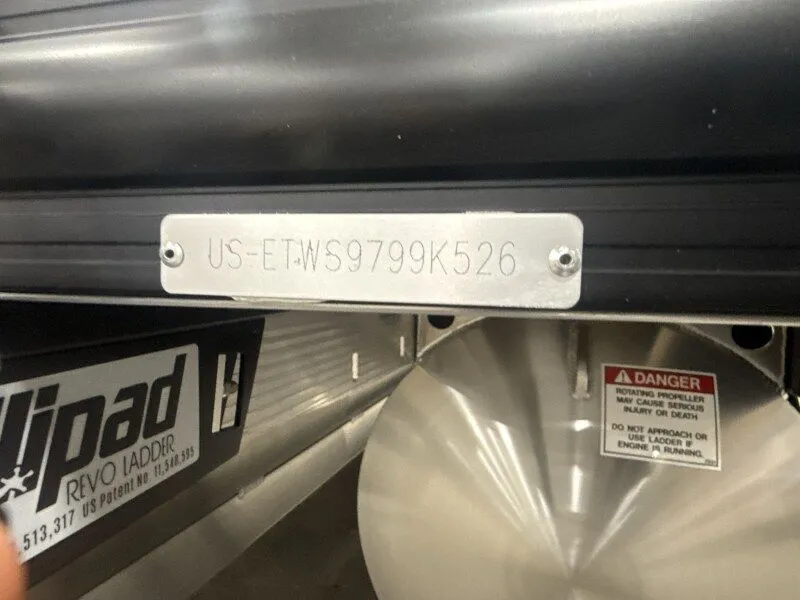 US-ETWS9799K526
lipad
REVO LADDER
,513,317 US Patent No. 11,548,595
DANGER
ROTATING PROPELLER
MAY CAUSE SERIOUS
INJURY OR DEATH
DO NOT APPROACH OR
USE LADDER IF
ENGINE IS RUNNING.